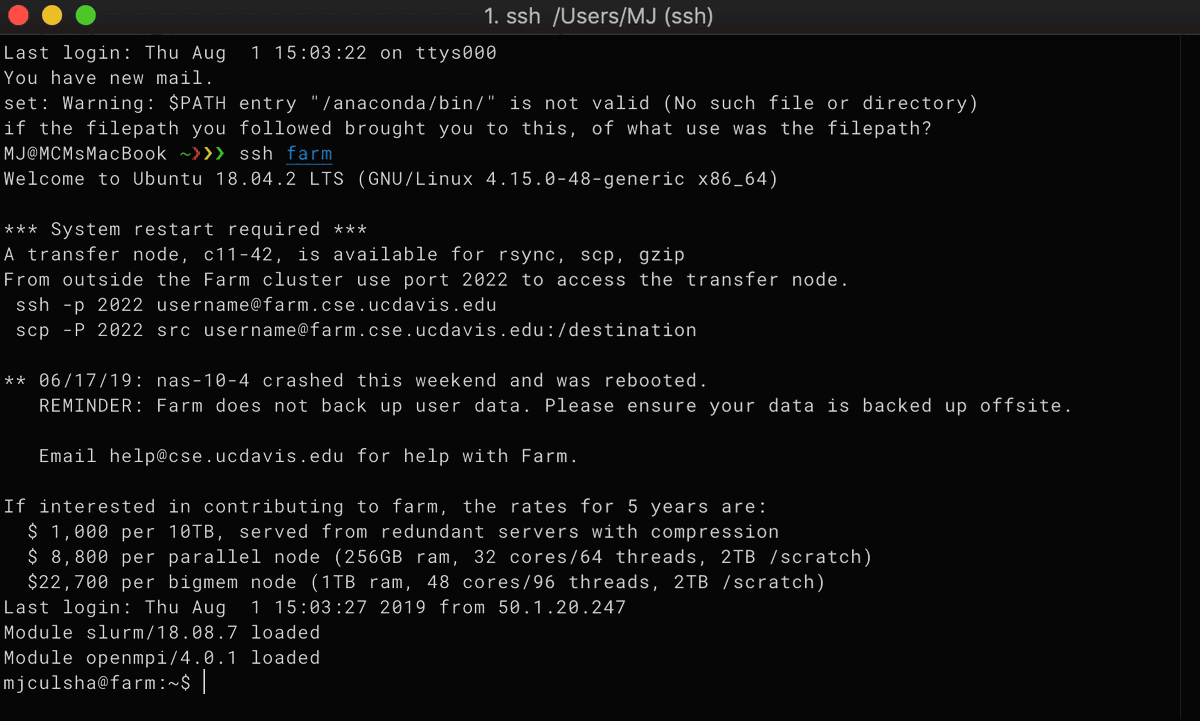 1. ssh  /Users/MJ (ssh)
Last login: Thu Aug  1 15:03:22 on ttys000
You have new mail.
set: Warning: $PATH entry "/anaconda/bin/" is not valid (No such file or directory)
if the filepath you followed brought you to this, of what use was the filepath?
MJ@MCMsMacBook ~❯❯❯ ssh farm
Welcome to Ubuntu 18.04.2 LTS (GNU/Linux 4.15.0-48-generic x86_64)

*** System restart required ***
A transfer node, c11-42, is available for rsync, scp, gzip
From outside the Farm cluster use port 2022 to access the transfer node.
 ssh -p 2022 username@farm.cse.ucdavis.edu
 scp -P 2022 src username@farm.cse.ucdavis.edu:/destination

** 06/17/19: nas-10-4 crashed this weekend and was rebooted.
   REMINDER: Farm does not back up user data. Please ensure your data is backed up offsite.

   Email help@cse.ucdavis.edu for help with Farm.

If interested in contributing to farm, the rates for 5 years are:
  $ 1,000 per 10TB, served from redundant servers with compression
  $ 8,800 per parallel node (256GB ram, 32 cores/64 threads, 2TB /scratch)
  $22,700 per bigmem node (1TB ram, 48 cores/96 threads, 2TB /scratch)
Last login: Thu Aug  1 15:03:27 2019 from 50.1.20.247
Module slurm/18.08.7 loaded
Module openmpi/4.0.1 loaded
mjculsha@farm:~$